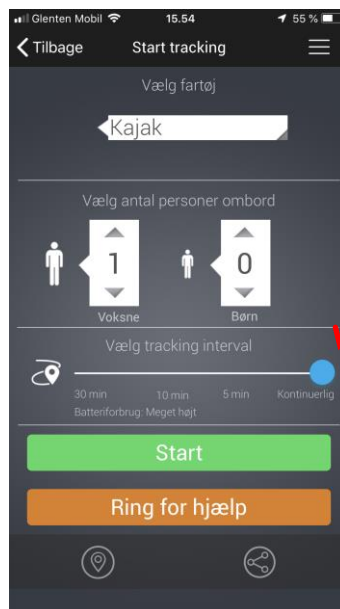 Glenten Mobil 15.54 55 %
Tilbage Start tracking
Vælg fartøj
Kajak
Vælg antal personer ombord
1 0
Voksne Børn
Vælg tracking interval
30 min 10 min 5 min Kontinuerlig
Batteriforbrug: Meget højt
Start
Ring for hjælp